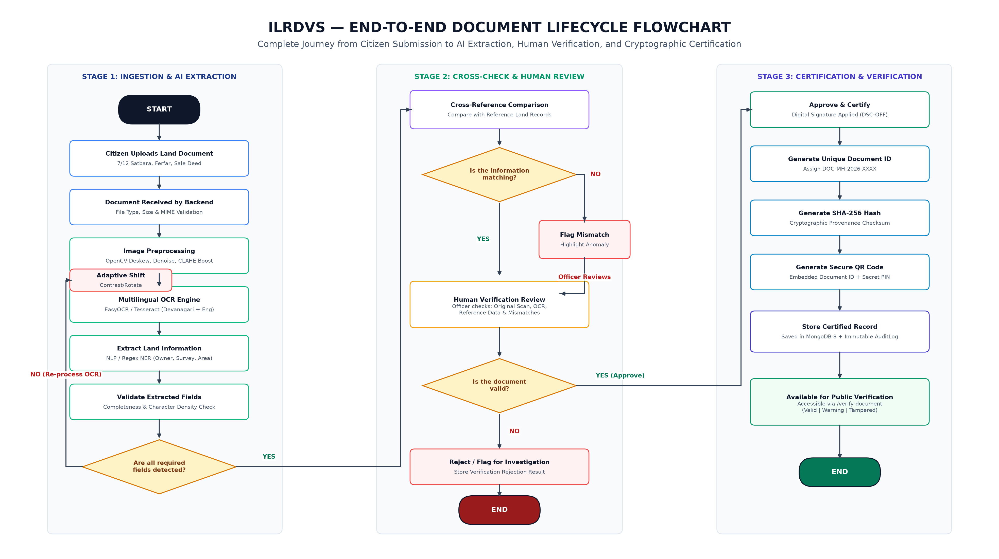 ILRDVS — END-TO-END DOCUMENT LIFECYCLE FLOWCHART
Complete Journey from Citizen Submission to AI Extraction, Human Verification, and Cryptographic Certification
STAGE 1: INGESTION & AI EXTRACTION
START
Citizen Uploads Land Document
7/12 Satbara, Ferfar, Sale Deed
Document Received by Backend
File Type, Size & MIME Validation
Image Preprocessing
OpenCV Deskew, Denoise, CLAHE Boost
Adaptive Shift
Contrast/Rotate
Multilingual OCR Engine
EasyOCR / Tesseract (Devanagari + Eng)
Extract Land Information
NLP / Regex NER (Owner, Survey, Area)
NO (Re-process OCR)
Validate Extracted Fields
Completeness & Character Density Check
Are all required
fields detected?
YES
STAGE 2: CROSS-CHECK & HUMAN REVIEW
Cross-Reference Comparison
Compare with Reference Land Records
Is the information
matching?
NO
YES
Flag Mismatch
Highlight Anomaly
Officer Reviews
Human Verification Review
Officer checks: Original Scan, OCR,
Reference Data & Mismatches
Is the document
valid?
YES (Approve)
NO
Reject / Flag for Investigation
Store Verification Rejection Result
END
STAGE 3: CERTIFICATION & VERIFICATION
Approve & Certify
Digital Signature Applied (DSC-OFF)
Generate Unique Document ID
Assign DOC-MH-2026-XXXX
Generate SHA-256 Hash
Cryptographic Provenance Checksum
Generate Secure QR Code
Embedded Document ID + Secret PIN
Store Certified Record
Saved in MongoDB 8 + Immutable AuditLog
Available for Public Verification
Accessible via /verify-document
(Valid | Warning | Tampered)
END